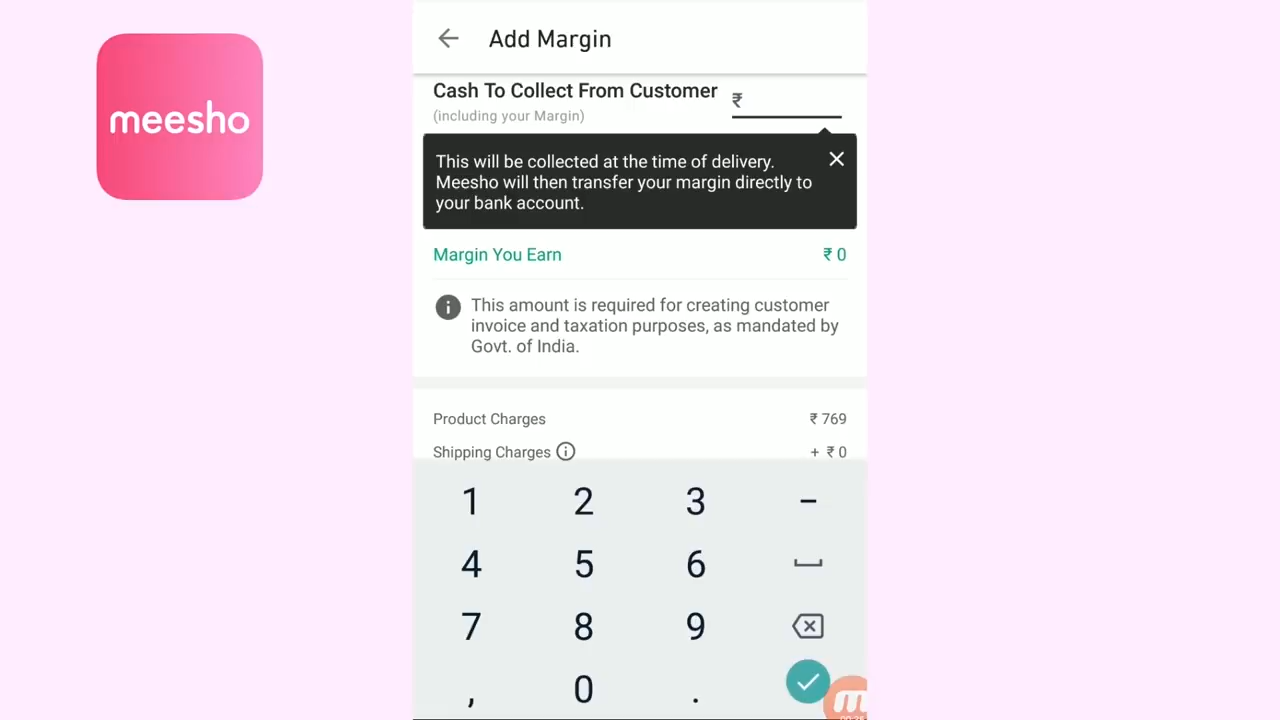 meesho
Add Margin
Cash To Collect From Customer ₹
(including your Margin)
This will be collected at the time of delivery.
Meesho will then transfer your margin directly to
your bank account.
Margin You Earn ₹ 0
This amount is required for creating customer
invoice and taxation purposes, as mandated by
Govt. of India.
Product Charges ₹ 769
Shipping Charges + ₹ 0
1 2 3 -
4 5 6
7 8 9
, 0 .